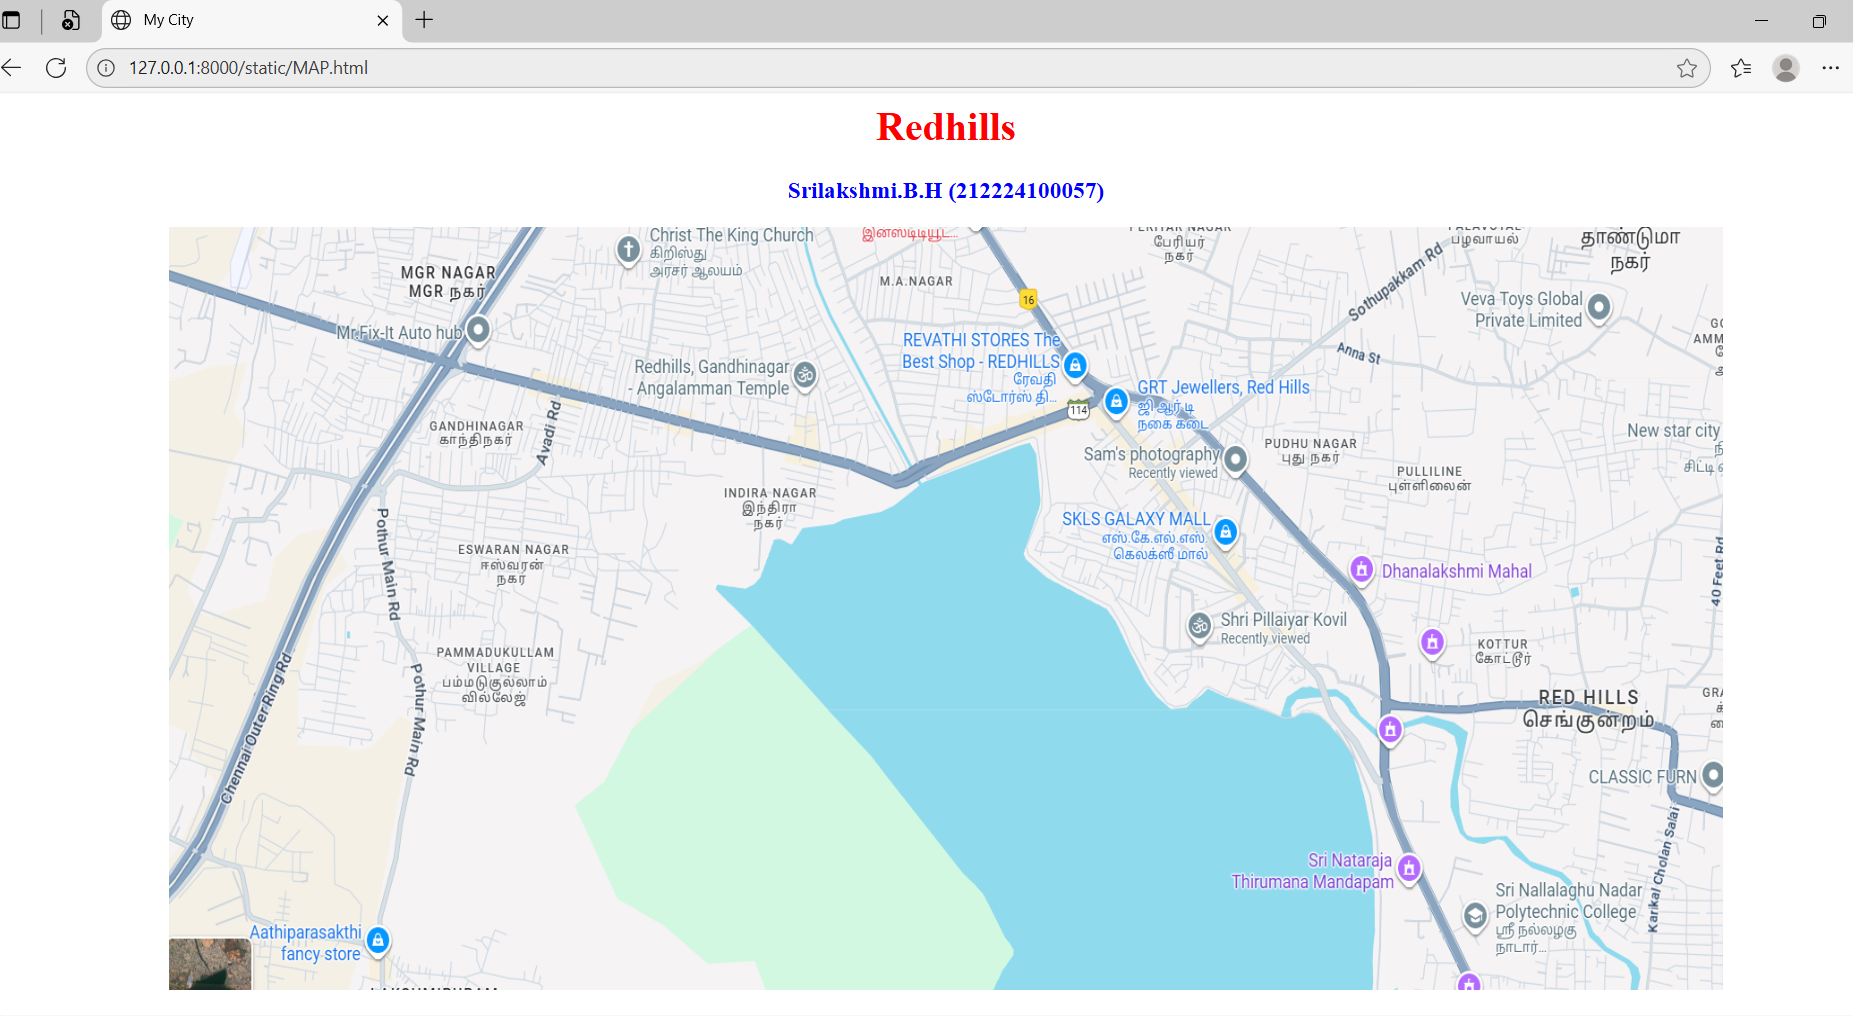 My City
127.0.0.1:8000/static/MAP.html
Redhills
Srilakshmi.B.H (212224100057)
Christ The King Church
கிறிஸ்து
அரசர் ஆலயம்
MGR NAGAR
MGR நகர்
M.A.NAGAR
16
பேரியர்
நகர்
பழவாயல்
Sothupakkam Rd
தாண்டுமா
நகர்
Veva Toys Global
Private Limited
Mr.Fix-It Auto hub
Redhills, Gandhinagar
- Angalamman Temple
REVATHI STORES The
Best Shop - REDHILLS
ரேவதி
ஸ்டோர்ஸ் தி...
Anna St
GRT Jewellers, Red Hills
ஜி ஆர் டி
நகை கடை
114
GANDHINAGAR
காந்திநகர்
Avadi Rd
Sam's photography
Recently viewed
PUDHU NAGAR
புது நகர்
New star city
PULLILINE
புள்ளிலைன்
INDIRA NAGAR
இந்திரா
நகர்
Pothur Main Rd
SKLS GALAXY MALL
எஸ்.கே.எல்.எஸ்.
கெலக்ஸீ மால்
ESWARAN NAGAR
ஈஸ்வரன்
நகர்
Dhanalakshmi Mahal
40 Feet Rd
Shri Pillaiyar Kovil
Recently viewed
PAMMADUKULLAM
VILLAGE
பம்மடுகுல்லாம்
வில்லேஜ்
KOTTUR
கோட்டூர்
Chennai Outer Ring Rd
Pothur Main Rd
RED HILLS
செங்குன்றம்
CLASSIC FURN
Karikal Cholan Salai
Sri Nataraja
Thirumana Mandapam
Sri Nallalaghu Nadar
Polytechnic College
ஸ்ரீ நல்லழகு
நாடார்...
Aathiparasakthi
fancy store